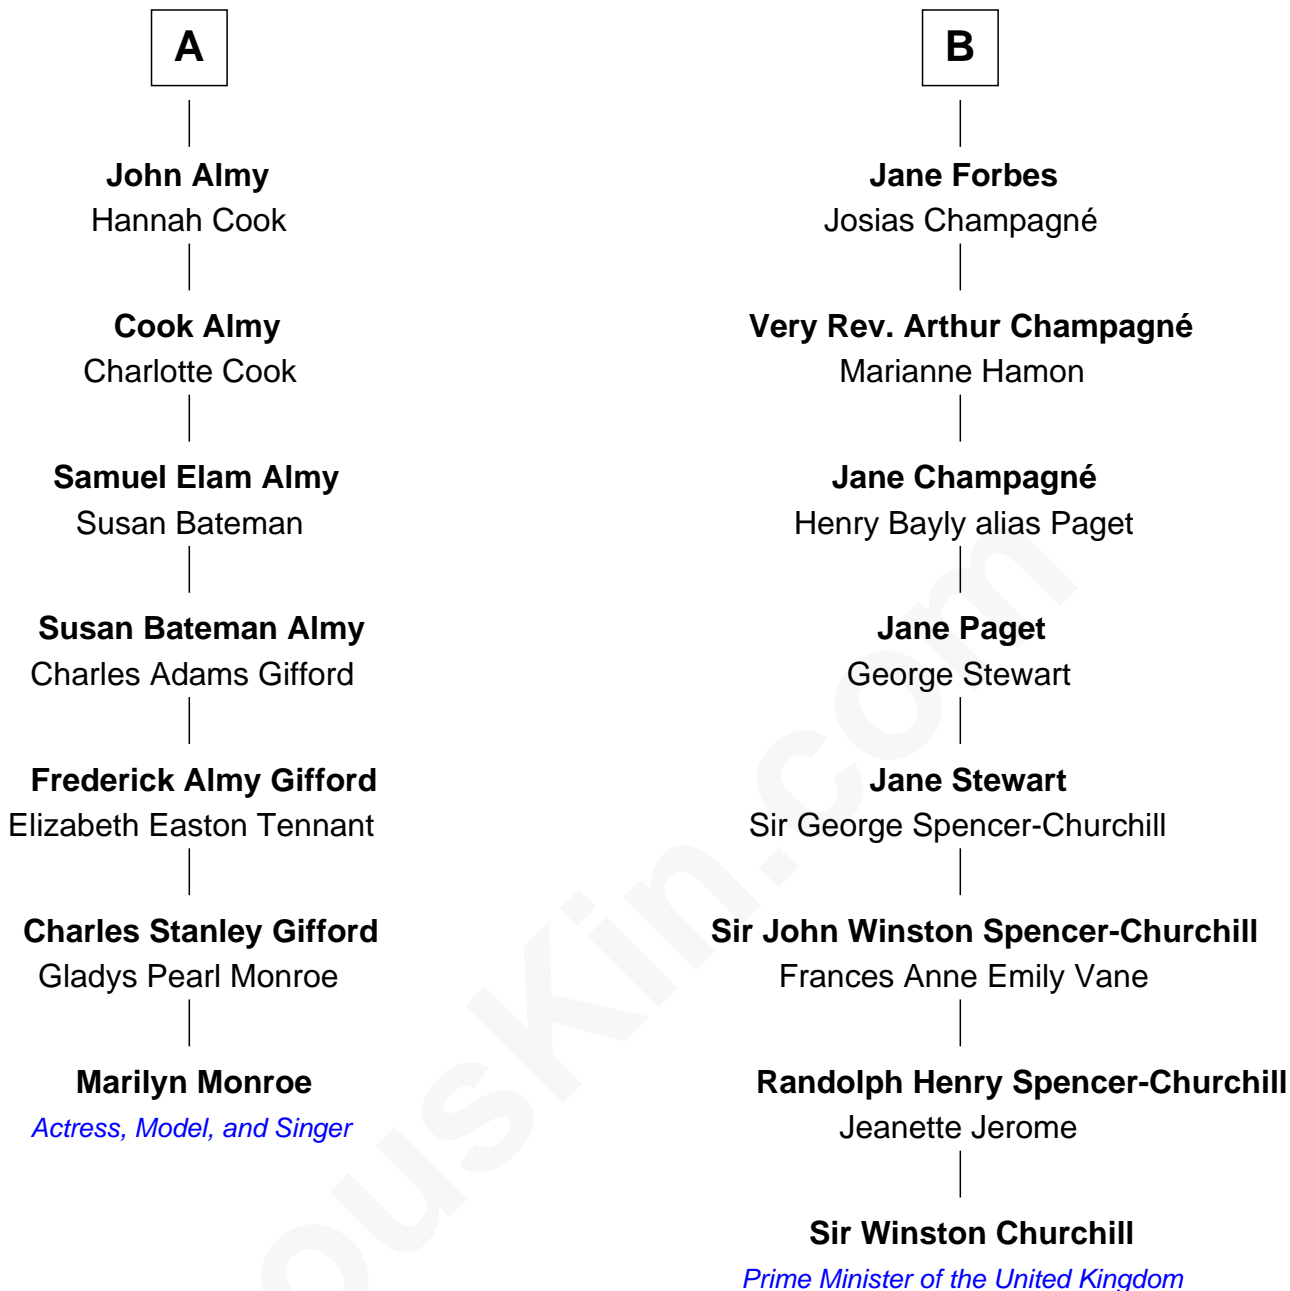 A
John Almy
Hannah Cook
Cook Almy
Charlotte Cook
Samuel Elam Almy
Susan Bateman
Susan Bateman Almy
Charles Adams Gifford
Frederick Almy Gifford
Elizabeth Easton Tennant
Charles Stanley Gifford
Gladys Pearl Monroe
Marilyn Monroe
Actress, Model, and Singer
B
Jane Forbes
Josias Champagné
Very Rev. Arthur Champagné
Marianne Hamon
Jane Champagné
Henry Bayly alias Paget
Jane Paget
George Stewart
Jane Stewart
Sir George Spencer-Churchill
Sir John Winston Spencer-Churchill
Frances Anne Emily Vane
Randolph Henry Spencer-Churchill
Jeanette Jerome
Sir Winston Churchill
Prime Minister of the United Kingdom
ousKin.com